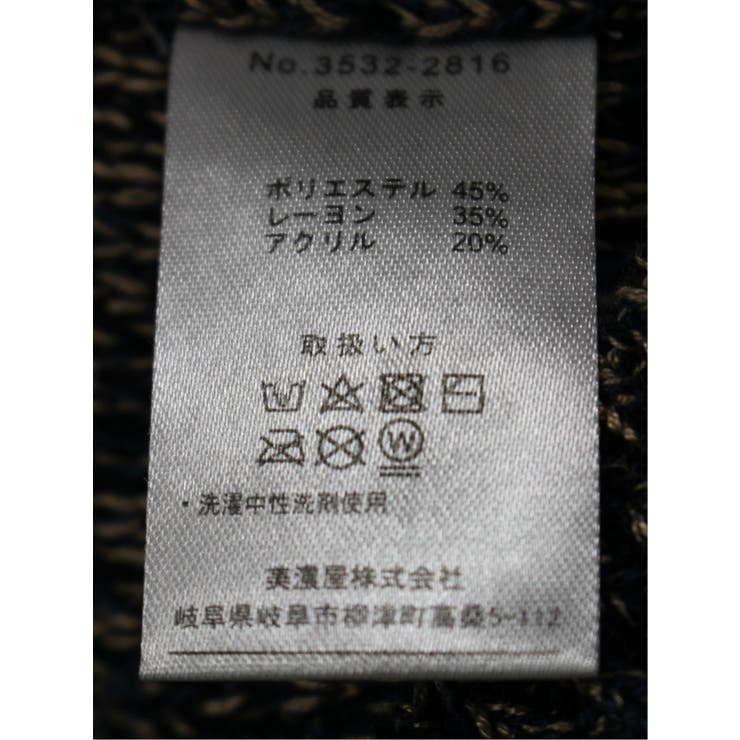 No.3532-2816
品質表示
ポリエステル 45%
レーヨン 35%
アクリル 20%
取扱い方
W
・洗濯中性洗剤使用
美濃屋株式会社
岐阜県岐阜市柳津町高桑5-112